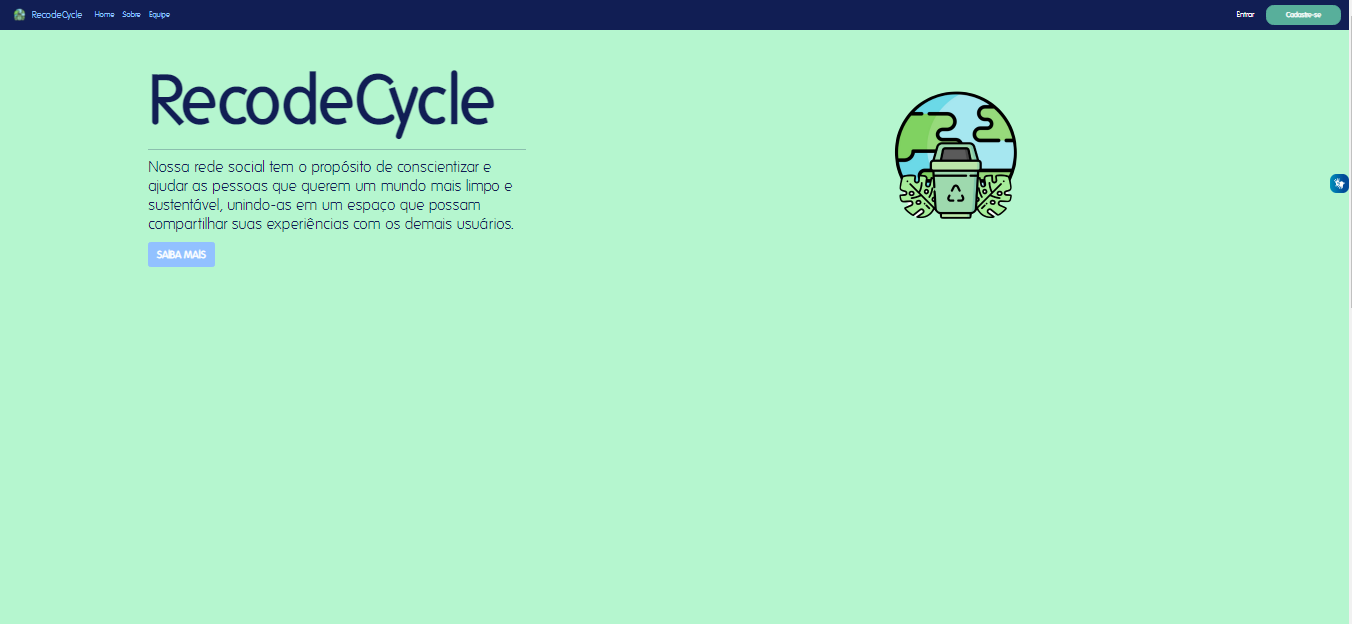 RecodeCycle Home Sobre Equipe Entrar Cadastre-se
RecodeCycle
Nossa rede social tem o propósito de conscientizar e
ajudar as pessoas que querem um mundo mais limpo e
sustentável, unindo-as em um espaço que possam
compartilhar suas experiências com os demais usuários.
SAIBA MAIS